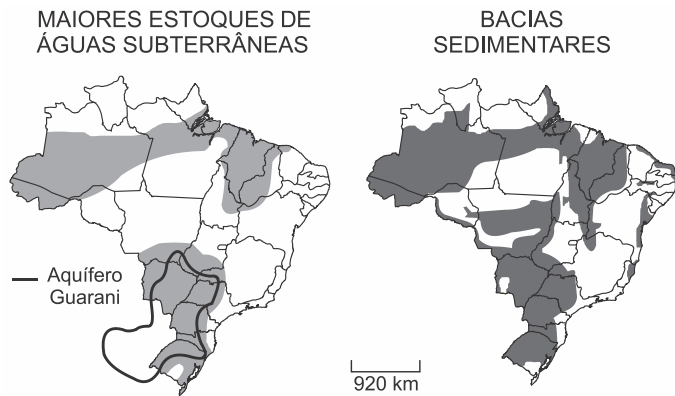 MAIORES ESTOQUES DE
ÁGUAS SUBTERRÂNEAS
BACIAS
SEDIMENTARES
Aquífero
Guarani
920 km